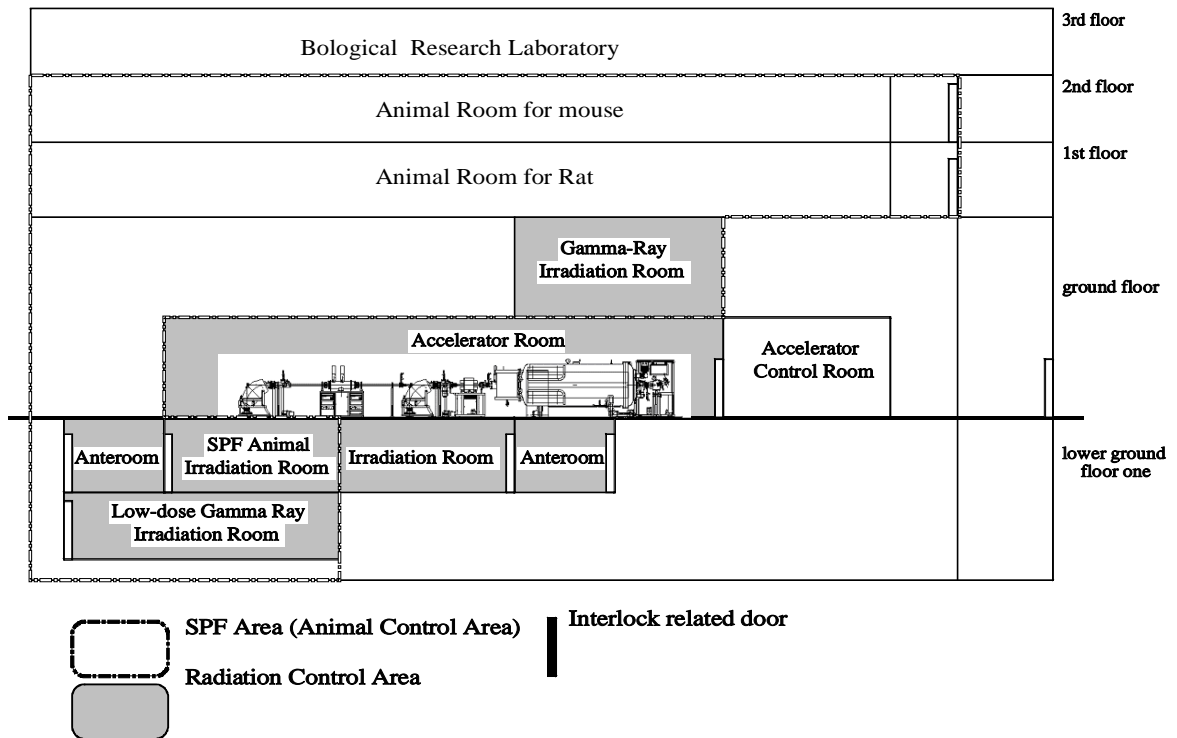 3rd floor
Bological Research Laboratory
2nd floor
Animal Room for mouse
1st floor
Animal Room for Rat
Gamma-Ray
Irradiation Room
ground floor
Accelerator Room
Accelerator
Control Room
Anteroom
SPF Animal
Irradiation Room
Irradiation Room
Anteroom
lower ground
floor one
Low-dose Gamma Ray
Irradiation Room
SPF Area (Animal Control Area)
Interlock related door
Radiation Control Area